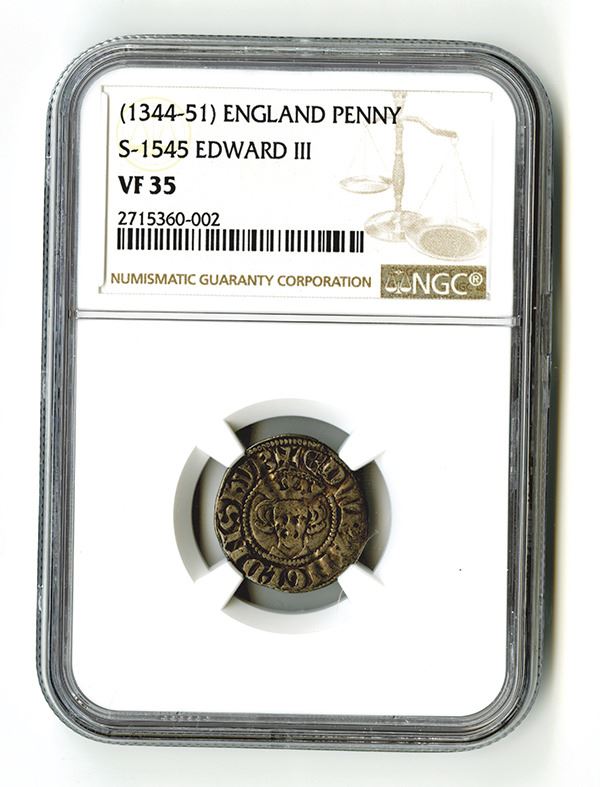 (1344-51) ENGLAND PENNY
S-1545 EDWARD III
VF 35
2715360-002
NUMISMATIC GUARANTY CORPORATION NGC®